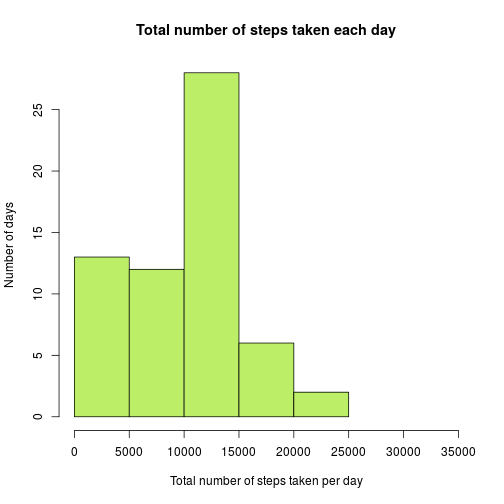 Total number of steps taken each day
Number of days
25
20
15
10
5
0
0 5000 10000 15000 20000 25000 30000 35000
Total number of steps taken per day